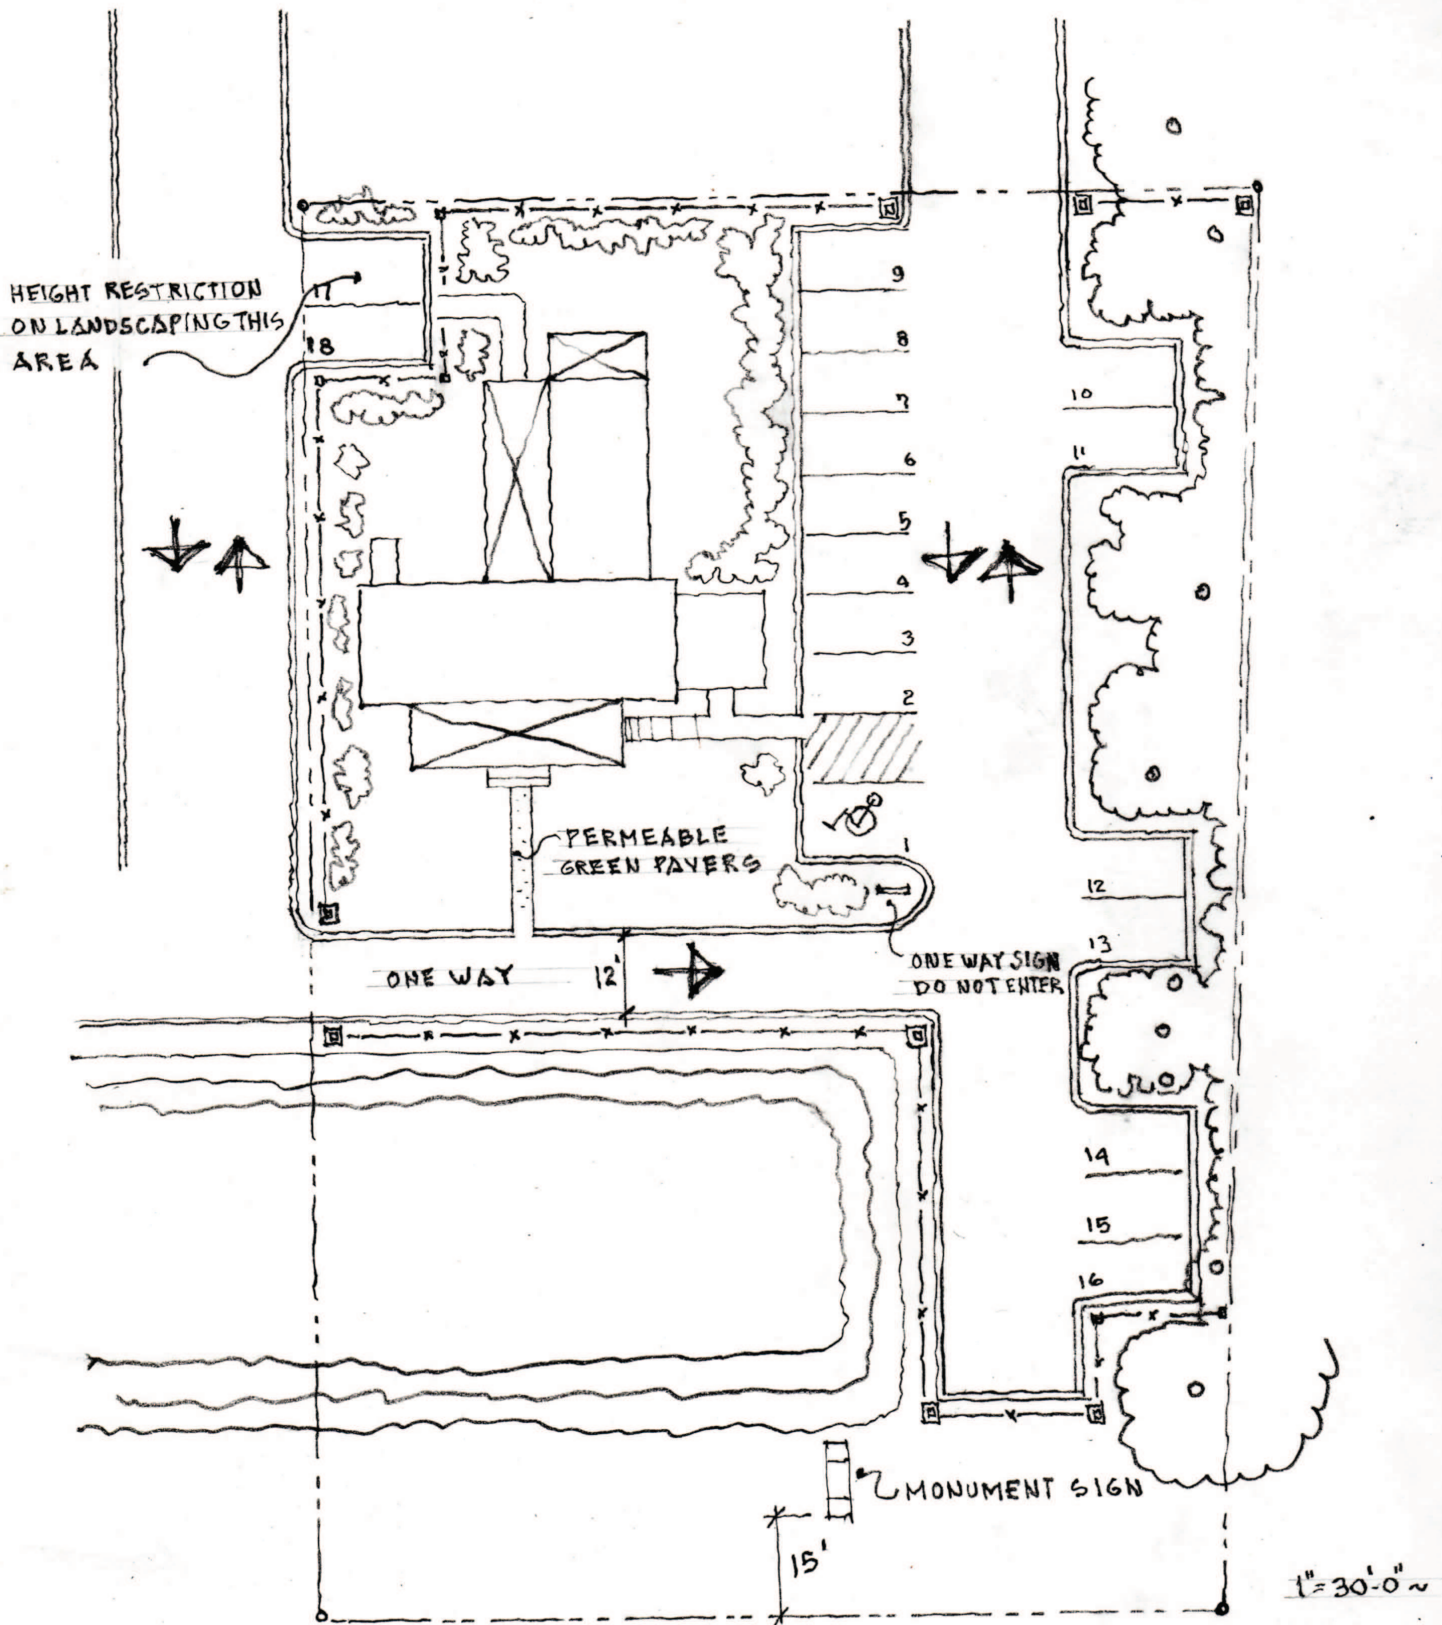 HEIGHT RESTRICTION
ON LANDSCAPING THIS
AREA
17
18
9
8
7
6
5
4
3
2
1
10
11
12
13
14
15
16
PERMEABLE
GREEN PAVERS
ONE WAY
12'
ONE WAY SIGN
DO NOT ENTER
MONUMENT SIGN
15'
1"=30'-0" ~